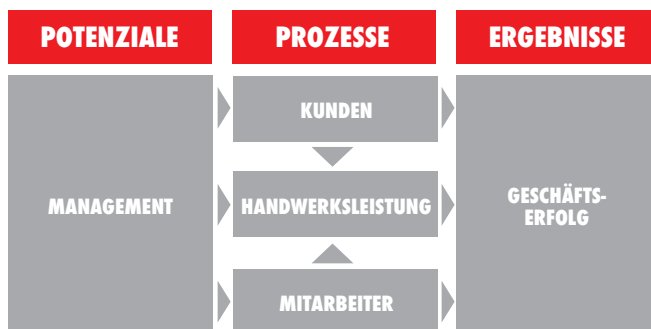 POTENZIALE
PROZESSE
ERGEBNISSE
MANAGEMENT
KUNDEN
HANDWERKSLEISTUNG
MITARBEITER
GESCHÄFTS-
ERFOLG